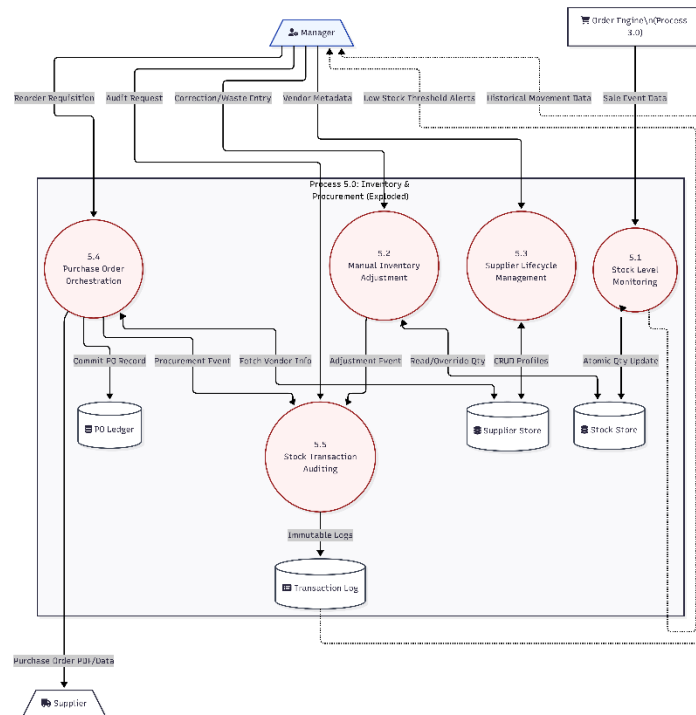 Manager
Order Engine\n(Process
3.0)
Reorder Requisition
Audit Request
Correction/Waste Entry
Vendor Metadata
Low Stock Threshold Alerts
Historical Movement Data
Sale Event Data
Process 5.0: Inventory &
Procurement (Exploded)
5.4
Purchase Order
Orchestration
5.2
Manual Inventory
Adjustment
5.3
Supplier Lifecycle
Management
5.1
Stock Level
Monitoring
Commit PO Record
Procurement Event
Fetch Vendor Info
Adjustment Event
Read/Override Qty
CRUD Profiles
Atomic Qty Update
PO Ledger
Supplier Store
Stock Store
5.5
Stock Transaction
Auditing
Immutable Logs
Transaction Log
Purchase Order PDF/Data
Supplier